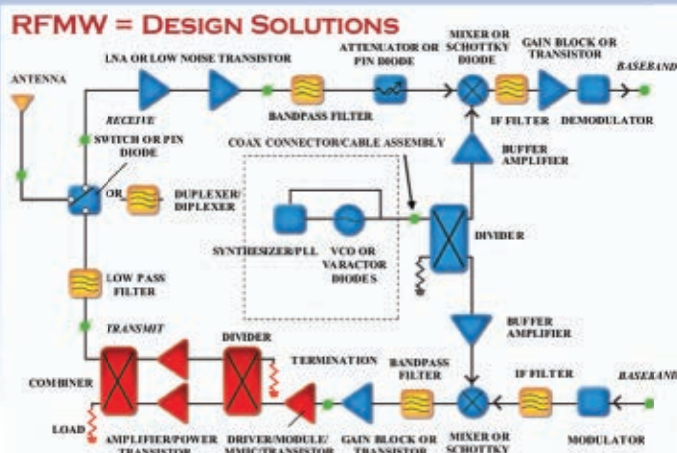 RFMW = DESIGN SOLUTIONS
ANTENNA
LNA OR LOW NOISE TRANSISTOR
ATTENUATOR OR
PIN DIODE
MIXER OR
SCHOTTKY
DIODE
GAIN BLOCK OR
TRANSISTOR
BASEBAND
RECEIVE
BANDPASS FILTER
IF FILTER
DEMODULATOR
SWITCH OR PIN
DIODE
COAX CONNECTOR/CABLE ASSEMBLY
BUFFER
AMPLIFIER
OR
DUPLEXER/
DIPLEXER
SYNTHESIZER/PLL
VCO OR
VARACTOR
DIODES
DIVIDER
LOW PASS
FILTER
BUFFER
AMPLIFIER
TRANSMIT
DIVIDER
TERMINATION
BANDPASS
FILTER
IF FILTER
BASEBAND
COMBINER
LOAD
AMPLIFIER/POWER
TRANSISTOR
DRIVER/MODULE/
MMIC/TRANSISTOR
GAIN BLOCK OR
TRANSISTOR
MIXER OR
SCHOTTKY
MODULATOR